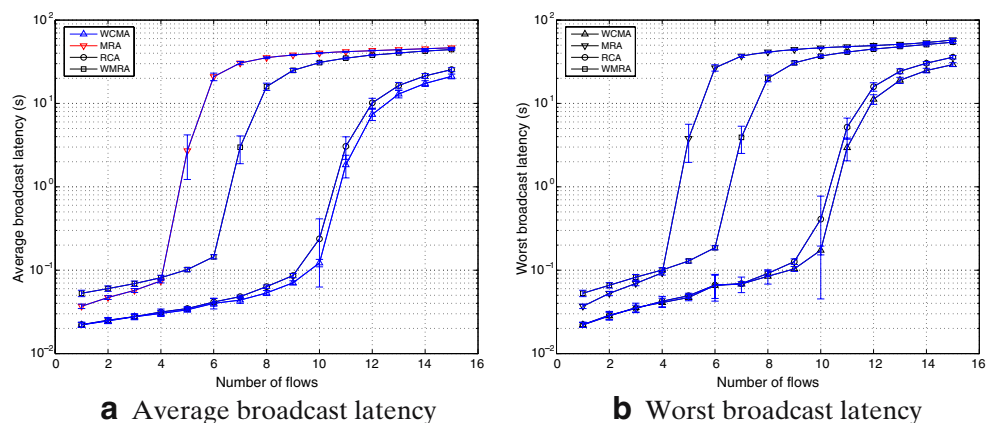 WCMA
MRA
RCA
WMRA
Average broadcast latency (s)
10^2
10^1
10^0
10^-1
10^-2
0 2 4 6 8 10 12 14 16
Number of flows
a Average broadcast latency
WCMA
MRA
RCA
WMRA
Worst broadcast latency (s)
10^2
10^1
10^0
10^-1
10^-2
0 2 4 6 8 10 12 14 16
Number of flows
b Worst broadcast latency